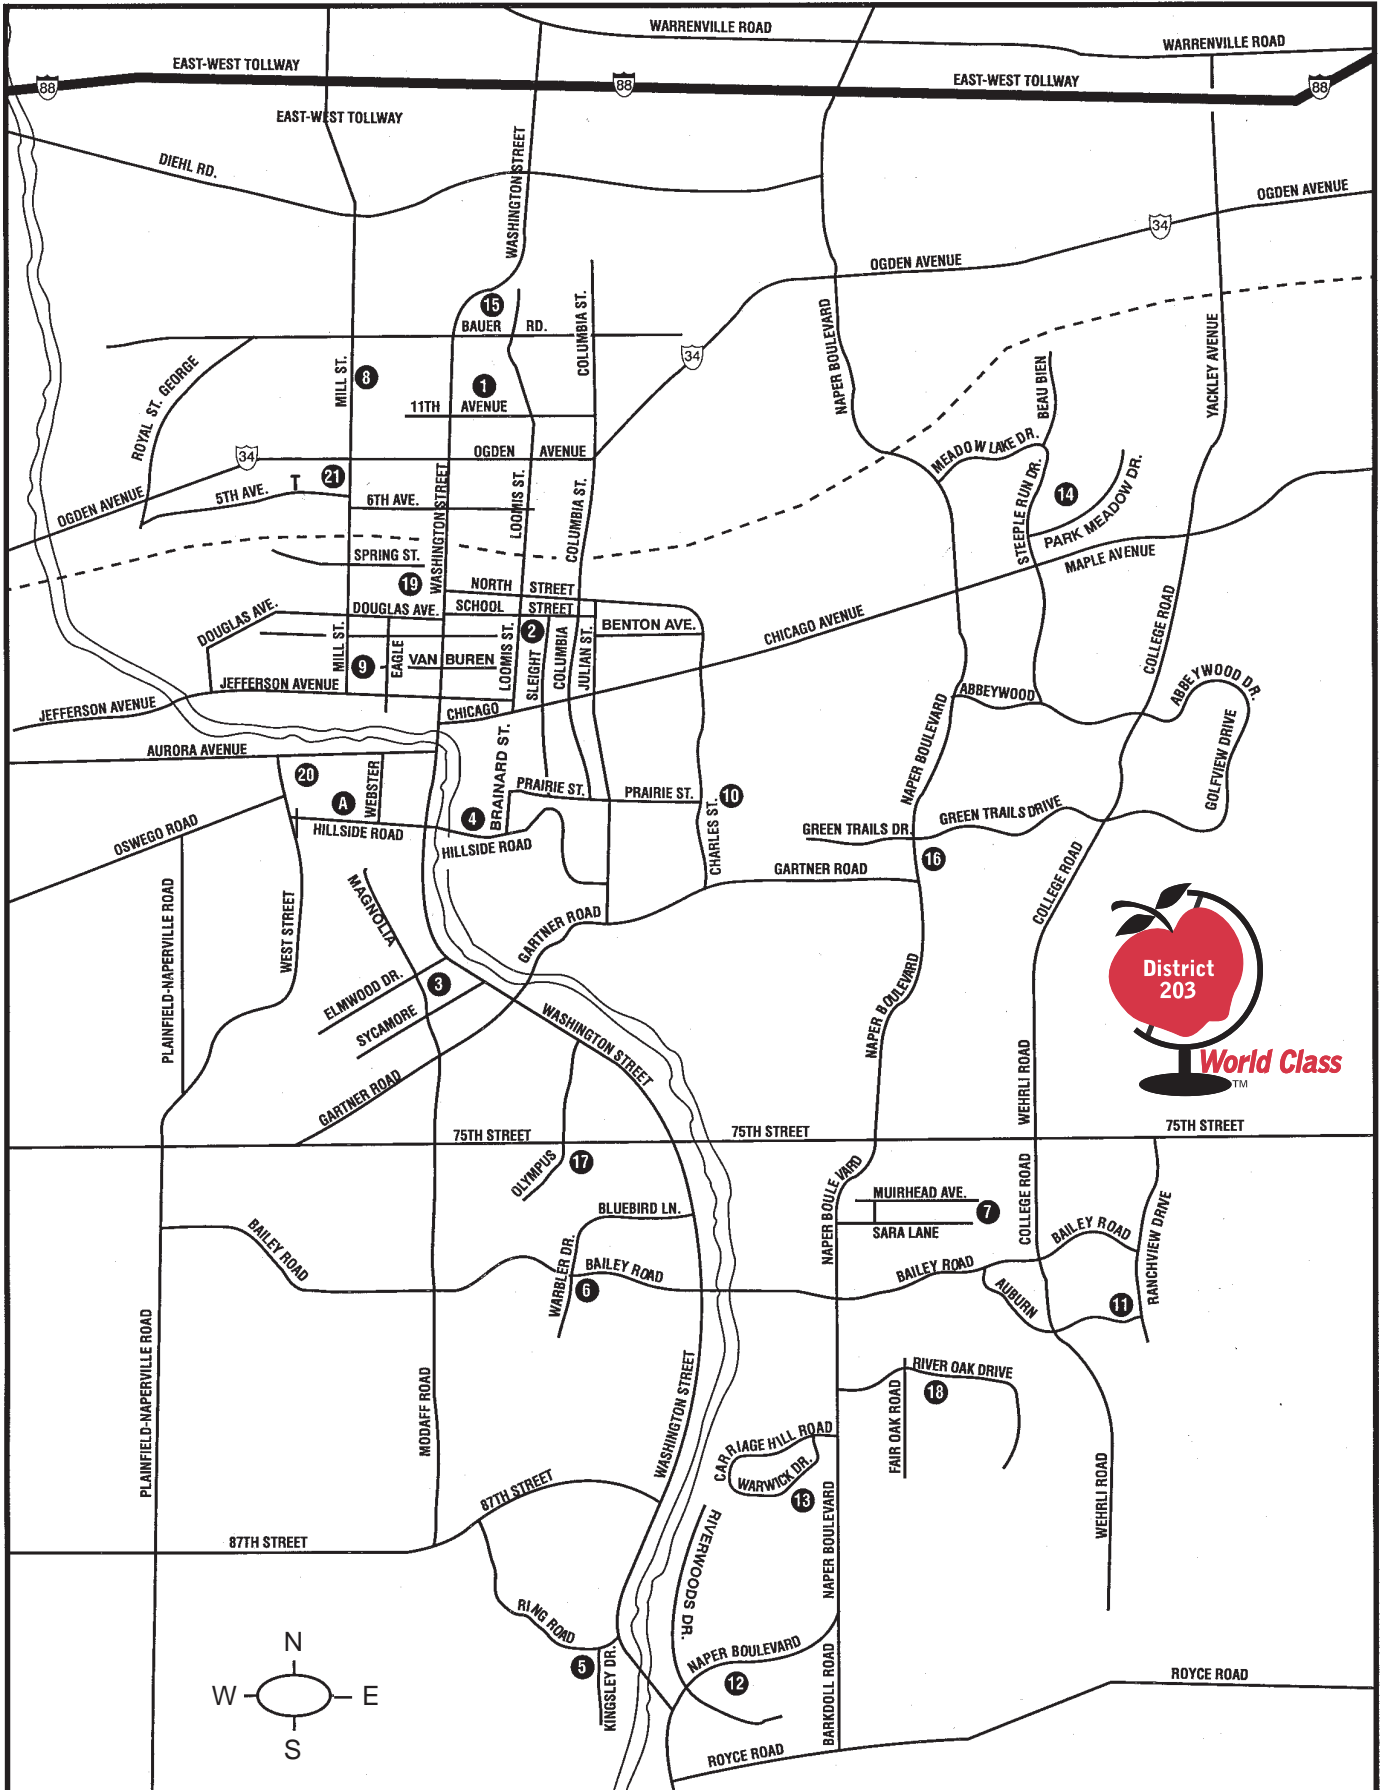 WARRENVILLE ROAD
WARRENVILLE ROAD
EAST-WEST TOLLWAY
88
88
EAST-WEST TOLLWAY
88
EAST-WEST TOLLWAY
DIEHL RD.
WASHINGTON STREET
OGDEN AVENUE
34
OGDEN AVENUE
15
BAUER RD.
COLUMBIA ST.
NAPER BOULEVARD
YACKLEY AVENUE
34
ROYAL ST. GEORGE
MILL ST.
8
1
11TH AVENUE
BEAU BIEN
MEADOW LAKE DR.
OGDEN AVENUE
34
21
T
5TH AVE.
OGDEN AVENUE
6TH AVE.
WASHINGTON STREET
LOOMIS ST.
COLUMBIA ST.
STEEPLE RUN DR.
14
PARK MEADOW DR.
MAPLE AVENUE
SPRING ST.
19
NORTH STREET
DOUGLAS AVE.
DOUGLAS AVE.
SCHOOL STREET
2
BENTON AVE.
CHICAGO AVENUE
COLLEGE ROAD
MILL ST.
9
EAGLE
VAN BUREN
LOOMIS ST.
SLEIGHT
COLUMBIA
JULIAN ST.
JEFFERSON AVENUE
JEFFERSON AVENUE
CHICAGO
ABBEYWOOD
ABBEYWOOD DR.
GOLFVIEW DRIVE
NAPER BOULEVARD
AURORA AVENUE
20
A
WEBSTER
BRAINARD ST.
PRAIRIE ST.
PRAIRIE ST.
10
CHARLES ST.
4
HILLSIDE ROAD
HILLSIDE ROAD
OSWEGO ROAD
GREEN TRAILS DR.
GREEN TRAILS DRIVE
16
GARTNER ROAD
COLLEGE ROAD
PLAINFIELD-NAPERVILLE ROAD
WEST STREET
MAGNOLIA
GARTNER ROAD
ELMWOOD DR.
3
SYCAMORE
GARTNER ROAD
WASHINGTON STREET
NAPER BOULEVARD
WEHRLI ROAD
District
203
World Class
TM
75TH STREET
75TH STREET
75TH STREET
OLYMPUS
17
BLUEBIRD LN.
WARBLER DR.
BAILEY ROAD
BAILEY ROAD
6
NAPER BOULEVARD
MUIRHEAD AVE.
7
SARA LANE
COLLEGE ROAD
BAILEY ROAD
BAILEY ROAD
AUBURN
11
RANCHVIEW DRIVE
PLAINFIELD-NAPERVILLE ROAD
MODAFF ROAD
WASHINGTON STREET
RIVER OAK DRIVE
18
FAIR OAK ROAD
CARRIAGE HILL ROAD
WARWICK DR.
13
NAPER BOULEVARD
WEHRLI ROAD
87TH STREET
87TH STREET
RIVERWOODS DR.
RING ROAD
5
KINGSLEY DR.
NAPER BOULEVARD
12
BARKDOLL ROAD
ROYCE ROAD
ROYCE ROAD
N
W E
S